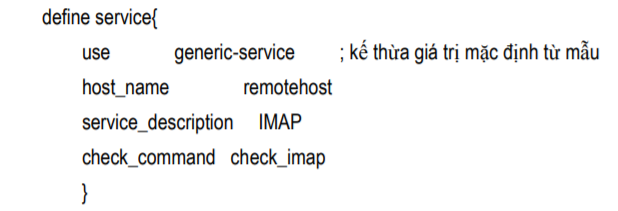 define service{
use generic-service ; kế thừa giá trị mặc định từ mẫu
host_name remotehost
service_description IMAP
check_command check_imap
}